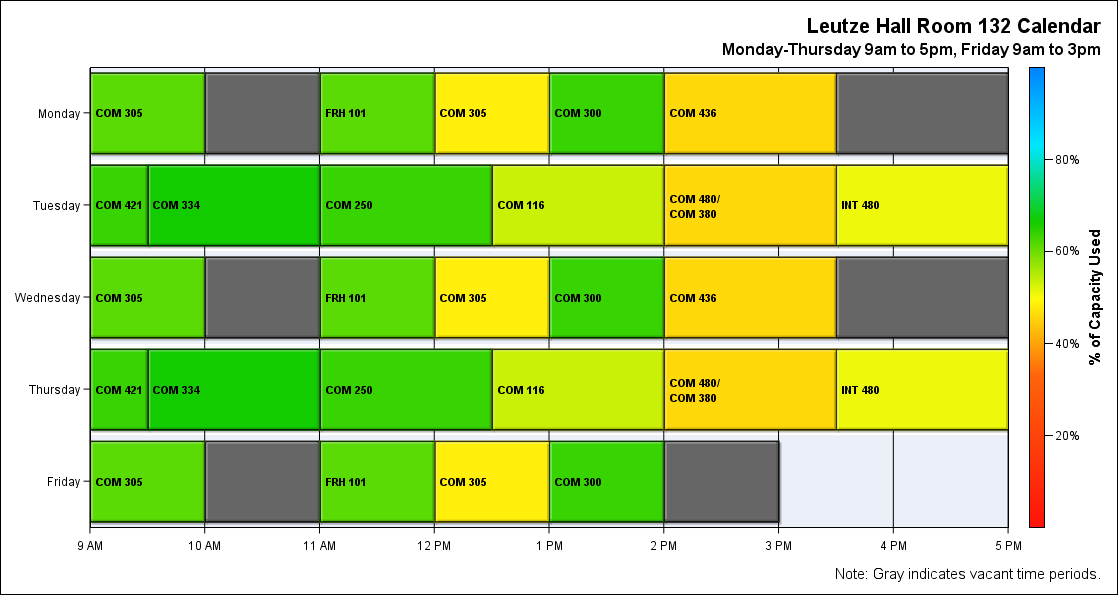 Leutze Hall Room 132 Calendar
Monday-Thursday 9am to 5pm, Friday 9am to 3pm
Monday
COM 305
FRH 101
COM 305
COM 300
COM 436
Tuesday
COM 421
COM 334
COM 250
COM 116
COM 480/
COM 380
INT 480
Wednesday
COM 305
FRH 101
COM 305
COM 300
COM 436
Thursday
COM 421
COM 334
COM 250
COM 116
COM 480/
COM 380
INT 480
Friday
COM 305
FRH 101
COM 305
COM 300
9 AM
10 AM
11 AM
12 PM
1 PM
2 PM
3 PM
4 PM
5 PM
80%
60%
40%
20%
% of Capacity Used
Note: Gray indicates vacant time periods.